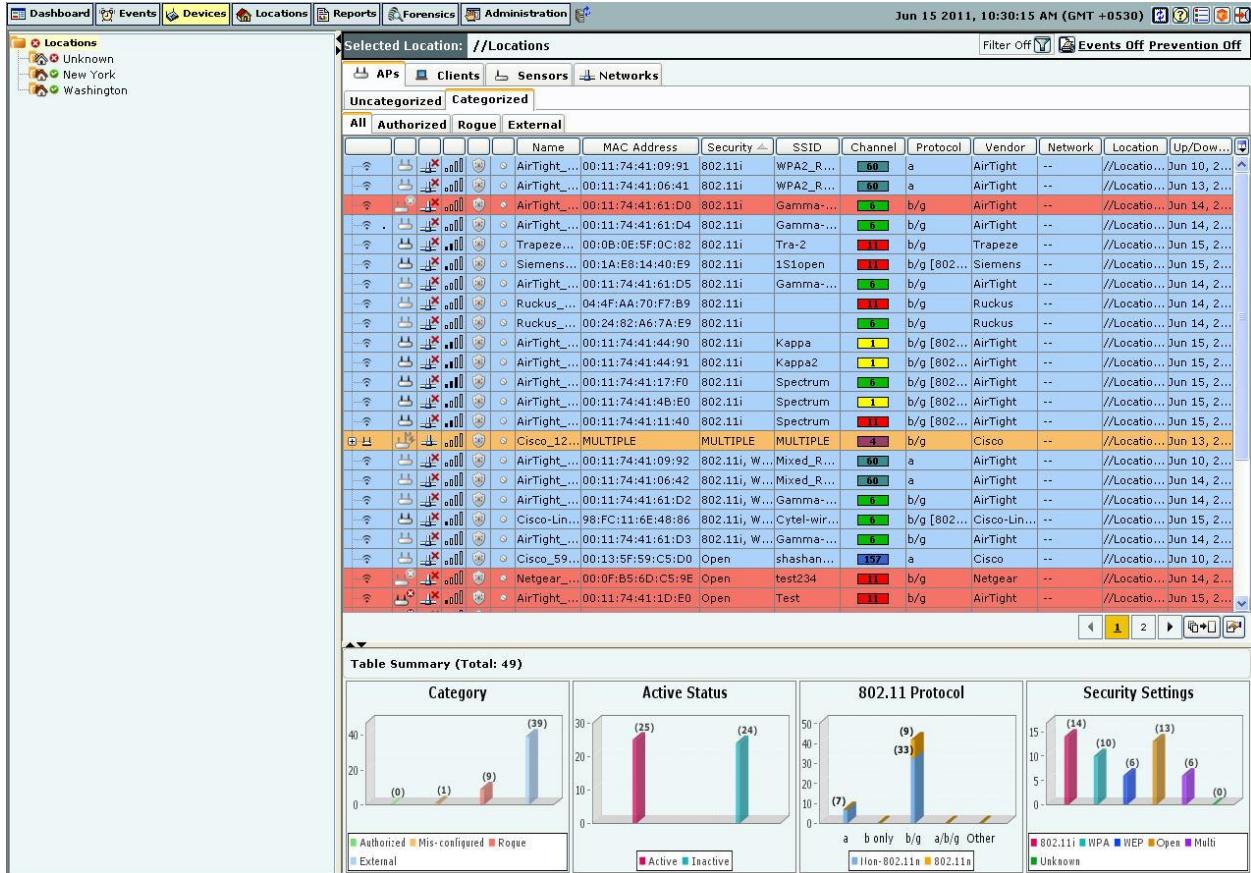 Dashboard Events Devices Locations Reports Forensics Administration Jun 15 2011, 10:30:15 AM (GMT +0530)
Locations
Unknown
New York
Washington
Selected Location: //Locations Filter Off Events Off Prevention Off
APs Clients Sensors Networks
Uncategorized Categorized
All Authorized Rogue External
Name MAC Address Security SSID Channel Protocol Vendor Network Location Up/Dow...
AirTight_... 00:11:74:41:09:91 802.11i WPA2_R... 60 a AirTight -- //Locatio... Jun 10, 2...
AirTight_... 00:11:74:41:06:41 802.11i WPA2_R... 60 a AirTight -- //Locatio... Jun 13, 2...
AirTight_... 00:11:74:41:61:D0 802.11i Gamma-... 6 b/g AirTight -- //Locatio... Jun 14, 2...
AirTight_... 00:11:74:41:61:D4 802.11i Gamma-... 6 b/g AirTight -- //Locatio... Jun 14, 2...
Trapeze... 00:0B:0E:5F:0C:82 802.11i Tra-2 11 b/g Trapeze -- //Locatio... Jun 15, 2...
Siemens... 00:1A:E8:14:40:E9 802.11i 1S1open 11 b/g [802... Siemens -- //Locatio... Jun 15, 2...
AirTight_... 00:11:74:41:61:D5 802.11i Gamma-... 6 b/g AirTight -- //Locatio... Jun 14, 2...
Ruckus_... 04:4F:AA:70:F7:B9 802.11i 11 b/g Ruckus -- //Locatio... Jun 14, 2...
Ruckus_... 00:24:82:A6:7A:E9 802.11i 6 b/g Ruckus -- //Locatio... Jun 14, 2...
AirTight_... 00:11:74:41:44:90 802.11i Kappa 1 b/g [802... AirTight -- //Locatio... Jun 15, 2...
AirTight_... 00:11:74:41:44:91 802.11i Kappa2 1 b/g [802... AirTight -- //Locatio... Jun 15, 2...
AirTight_... 00:11:74:41:17:F0 802.11i Spectrum 6 b/g [802... AirTight -- //Locatio... Jun 15, 2...
AirTight_... 00:11:74:41:4B:E0 802.11i Spectrum 1 b/g [802... AirTight -- //Locatio... Jun 15, 2...
AirTight_... 00:11:74:41:11:40 802.11i Spectrum 11 b/g [802... AirTight -- //Locatio... Jun 15, 2...
Cisco_12... MULTIPLE MULTIPLE MULTIPLE 4 b/g Cisco -- //Locatio... Jun 13, 2...
AirTight_... 00:11:74:41:09:92 802.11i, W... Mixed_R... 60 a AirTight -- //Locatio... Jun 10, 2...
AirTight_... 00:11:74:41:06:42 802.11i, W... Mixed_R... 60 a AirTight -- //Locatio... Jun 14, 2...
AirTight_... 00:11:74:41:61:D2 802.11i, W... Gamma-... 6 b/g AirTight -- //Locatio... Jun 14, 2...
Cisco-Lin... 98:FC:11:6E:48:86 802.11i, W... Cytel-wir... 6 b/g [802... Cisco-Lin... -- //Locatio... Jun 15, 2...
AirTight_... 00:11:74:41:61:D3 802.11i, W... Gamma-... 6 b/g AirTight -- //Locatio... Jun 14, 2...
Cisco_59... 00:13:5F:59:C5:D0 Open shashan... 157 a Cisco -- //Locatio... Jun 10, 2...
Netgear_... 00:0F:B5:6D:C5:9E Open test234 11 b/g Netgear -- //Locatio... Jun 14, 2...
AirTight_... 00:11:74:41:1D:E0 Open Test 11 b/g AirTight -- //Locatio... Jun 15, 2...
1 2
Table Summary (Total: 49)
Category
40
20
0
(0) (1) (9) (39)
Authorized Mis-configured Rogue
External
Active Status
30
20
10
0
(25) (24)
Active Inactive
802.11 Protocol
50
40
30
20
10
0
(7) (9)
(33)
a b only b/g a/b/g Other
Non-802.11n 802.11n
Security Settings
15
10
5
0
(14) (10) (6) (13) (6) (0)
802.11i WPA WEP Open Multi
Unknown